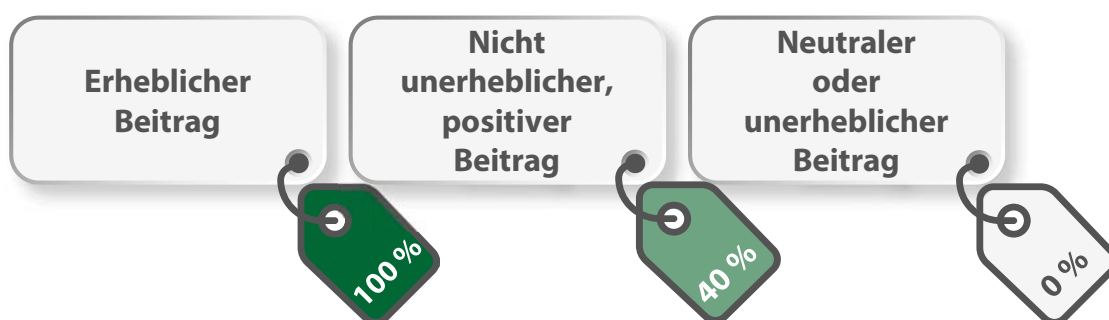 Erheblicher
Beitrag
Nicht
unerheblicher,
positiver
Beitrag
Neutraler
oder
unerheblicher
Beitrag
100 %
40 %
0 %